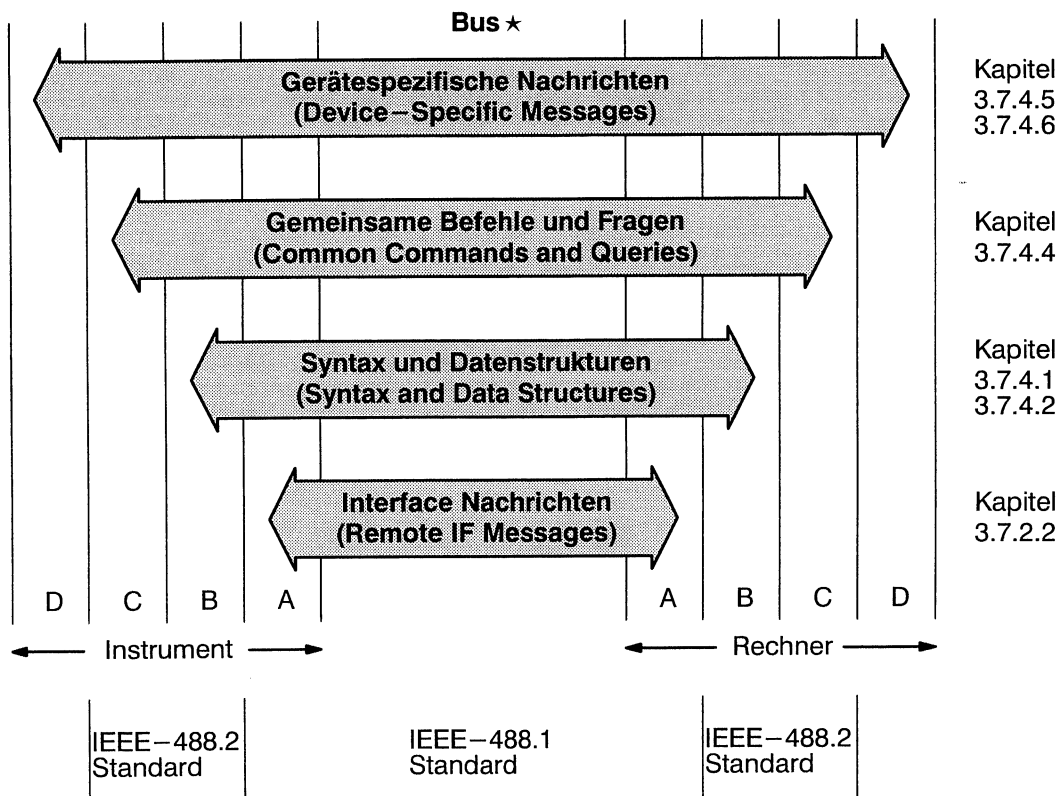 Bus ★
Gerätespezifische Nachrichten
(Device−Specific Messages)
Kapitel
3.7.4.5
3.7.4.6
Gemeinsame Befehle und Fragen
(Common Commands and Queries)
Kapitel
3.7.4.4
Syntax und Datenstrukturen
(Syntax and Data Structures)
Kapitel
3.7.4.1
3.7.4.2
Interface Nachrichten
(Remote IF Messages)
Kapitel
3.7.2.2
D C B A A B C D
Instrument Rechner
IEEE−488.2
Standard
IEEE−488.1
Standard
IEEE−488.2
Standard